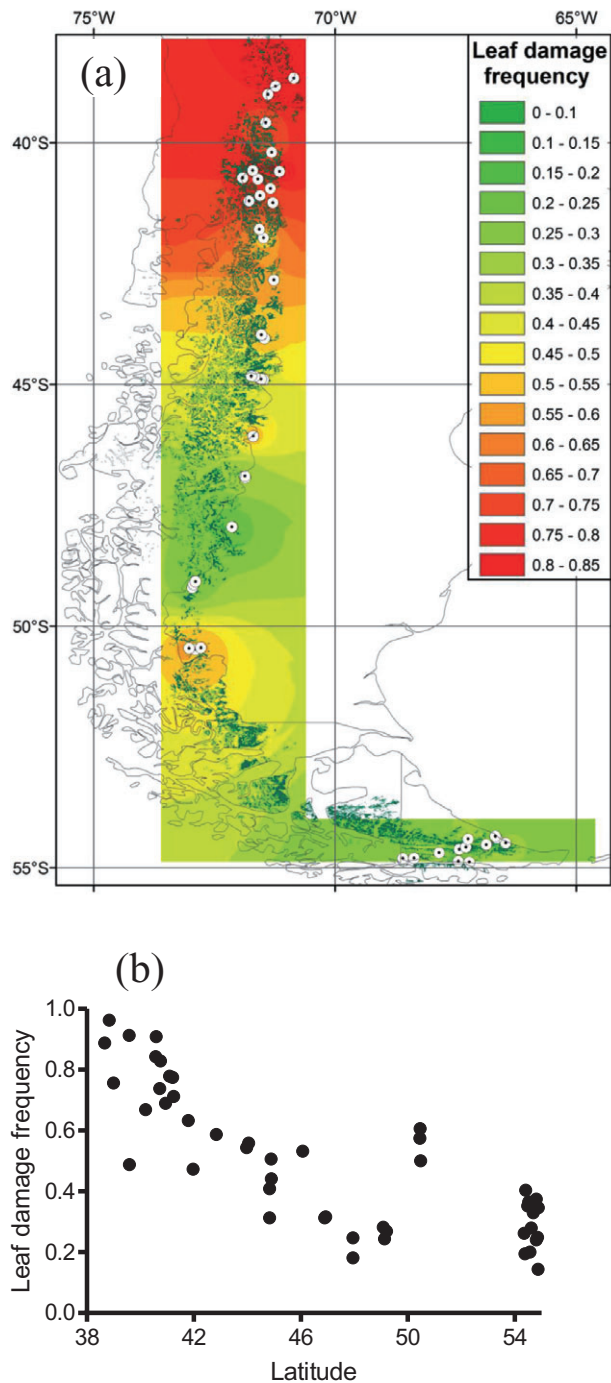 75°W 70°W 65°W
(a)
Leaf damage
frequency
0 - 0.1
0.1 - 0.15
0.15 - 0.2
0.2 - 0.25
0.25 - 0.3
0.3 - 0.35
0.35 - 0.4
0.4 - 0.45
0.45 - 0.5
0.5 - 0.55
0.55 - 0.6
0.6 - 0.65
0.65 - 0.7
0.7 - 0.75
0.75 - 0.8
0.8 - 0.85
40°S
45°S
50°S
55°S
(b)
Leaf damage frequency
1.0
0.8
0.6
0.4
0.2
0.0
38 42 46 50 54
Latitude